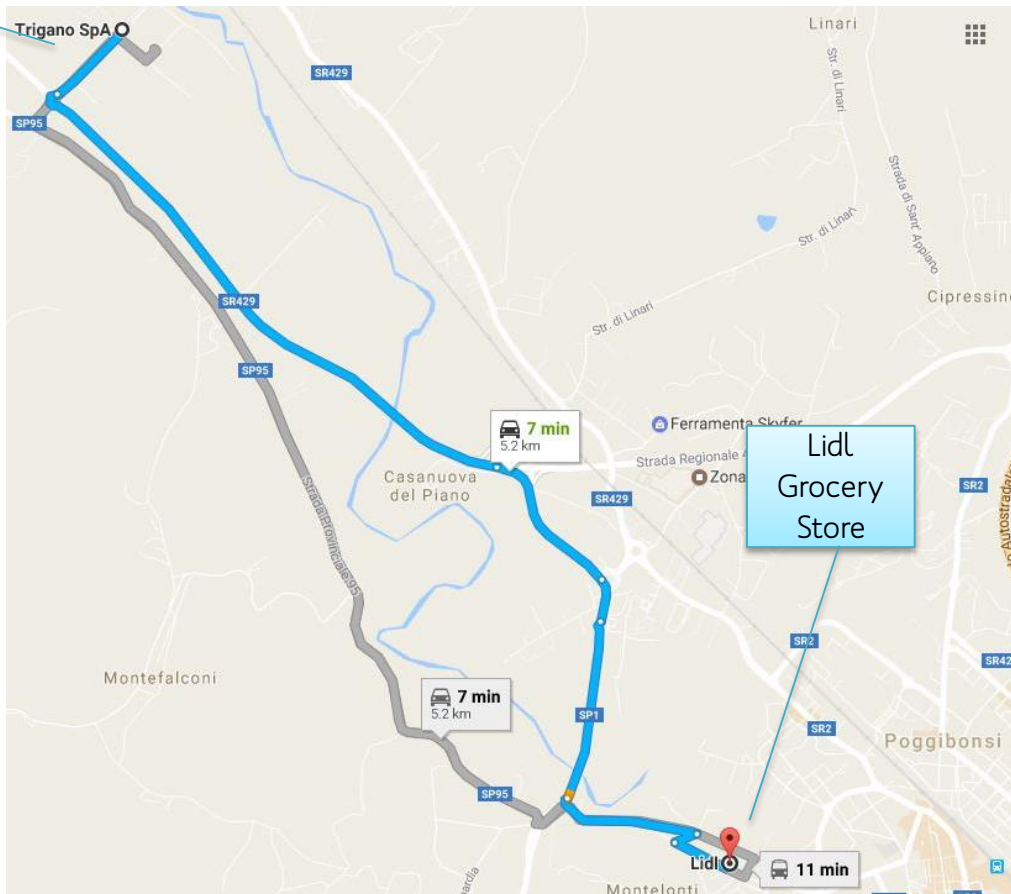 Trigano SpA
Linari
SR429
Str. di Linari
SP95
Strada di Sant' Appiano
Str. di Linari
Cipressino
SR429
Str. di Linari
SP95
7 min
5.2 km
Ferramenta Skyfer
Lidl
Grocery
Store
Strada Regionale 4
Casanuova
del Piano
Zona
SR2
SR429
Strada Provinciale 95
SR2
SR42
Montefalconi
7 min
5.2 km
SP1
SR2
Poggibonsi
SP95
Lidl
11 min
Montelonti